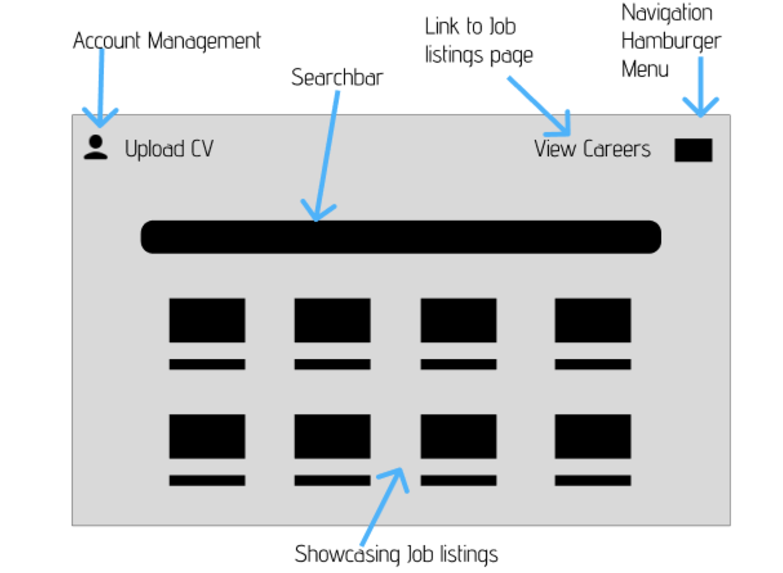 Account Management
Searchbar
Link to Job
listings page
Navigation
Hamburger
Menu
Upload CV
View Careers
Showcasing Job listings